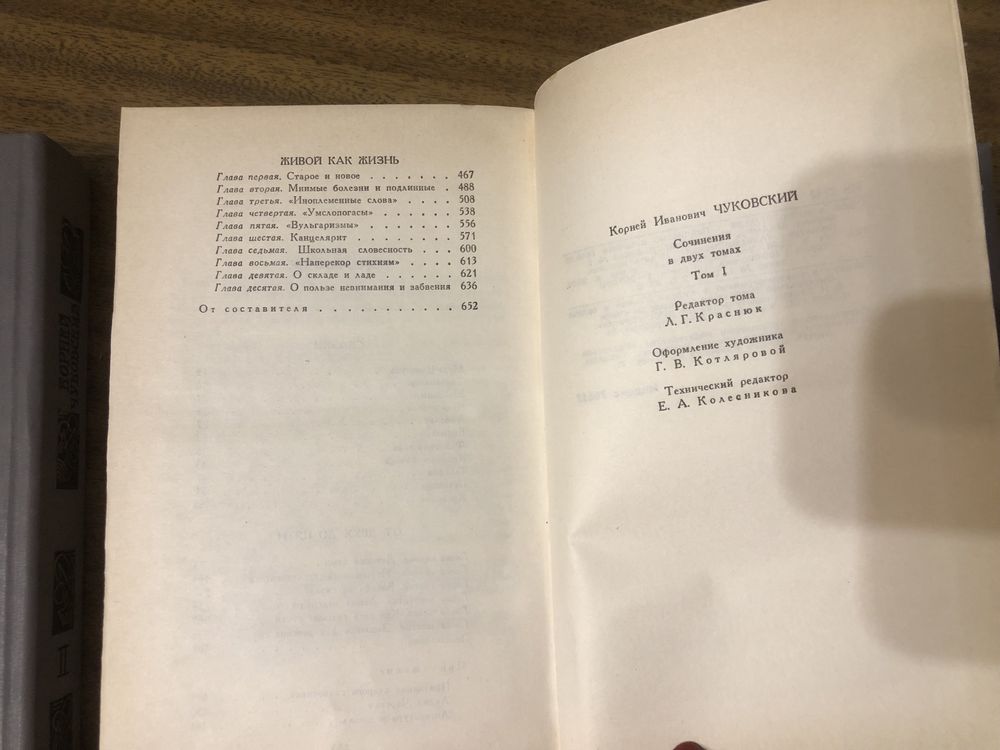 ЖИВОЙ КАК ЖИЗНЬ
Глава первая. Старое и новое . . . . . . . 467
Глава вторая. Мнимые болезни и подлинные . 488
Глава третья. «Иноплеменные слова» . . . . 508
Глава четвертая. «Умслопогасы» . . . . . . 538
Глава пятая. «Вульгаризмы» . . . . . . . 556
Глава шестая. Канцелярит . . . . . . . . 571
Глава седьмая. Школьная словесность . . . 600
Глава восьмая. «Наперекор стихиям» . . . . 613
Глава девятая. О складе и ладе . . . . . . 621
Глава десятая. О пользе невнимания и забвения 636
От составителя . . . . . . . . . . . . 652
Корней Иванович ЧУКОВСКИЙ
Сочинения
в двух томах
Том I
Редактор тома
Л. Г. Краснюк
Оформление художника
Г. В. Котляровой
Технический редактор
Е. А. Колесникова
КОРНЕЙ
ЧУКОВСКИЙ